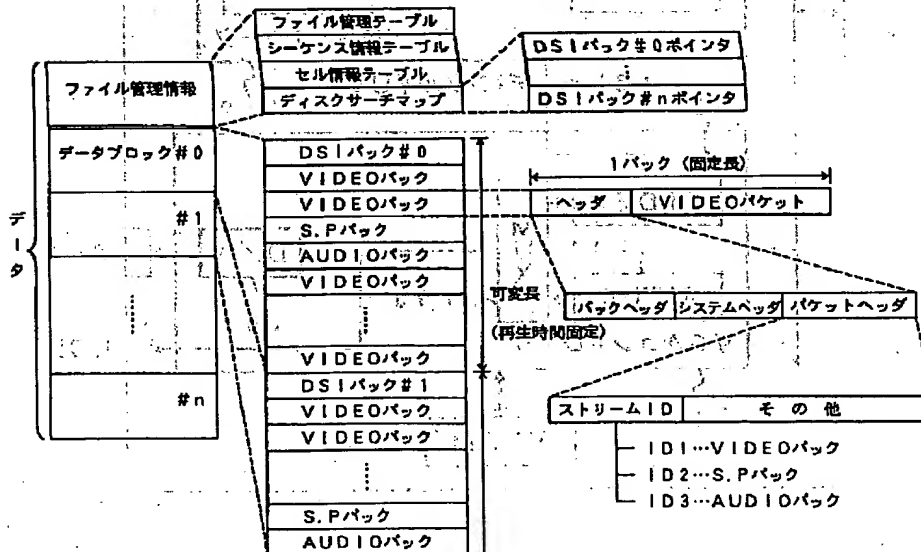 ファイル管理テーブル
シーケンス情報テーブル
セル情報テーブル
ディスクサーチマップ
DSIパック#0ポインタ
⋮
DSIパック#nポインタ
データ
ファイル管理情報
データブロック#0
#1
⋮
#n
DSIパック#0
VIDEOパック
VIDEOパック
S.Pパック
AUDIOパック
VIDEOパック
⋮
VIDEOパック
DSIパック#1
VIDEOパック
VIDEOパック
⋮
S.Pパック
AUDIOパック
可変長
(再生時間固定)
1パック (固定長)
ヘッダ VIDEOパケット
パックヘッダ システムヘッダ パケットヘッダ
ストリームID その他
ID1…VIDEOパック
ID2…S.Pパック
ID3…AUDIOパック